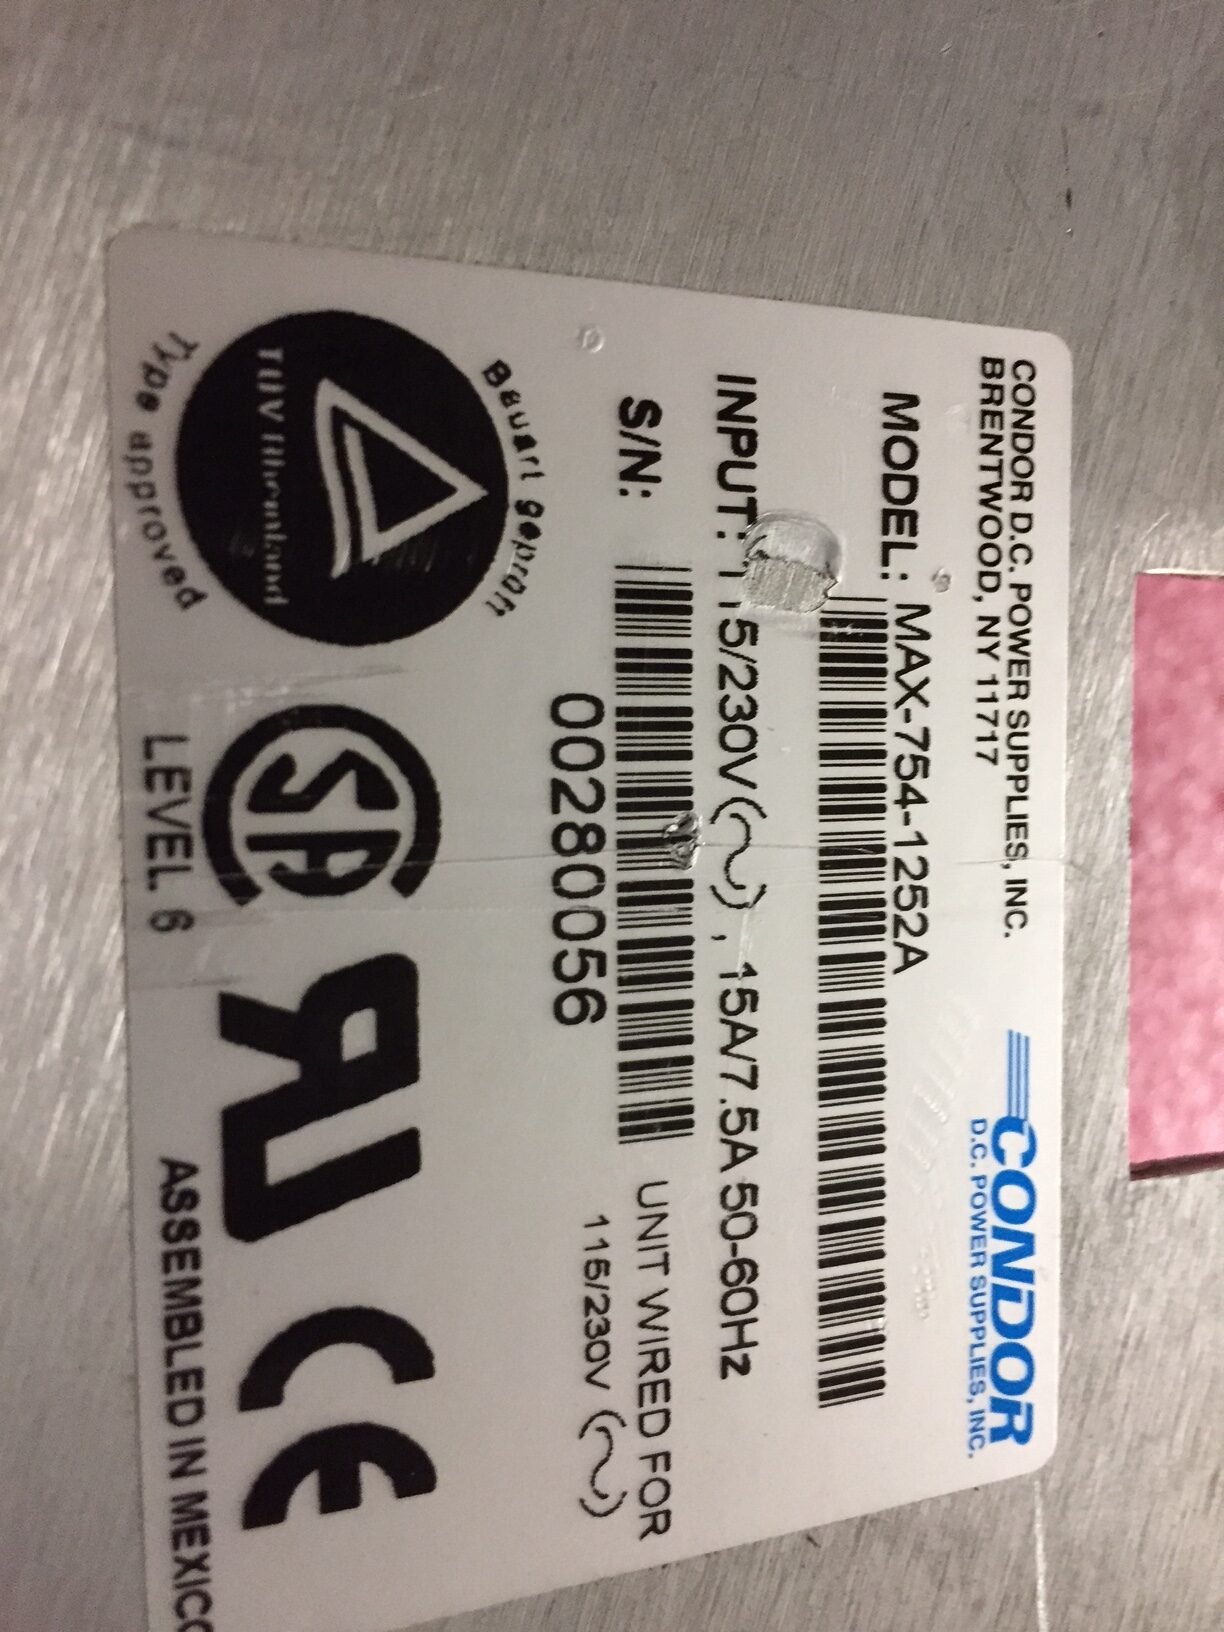 CONDOR D.C. POWER SUPPLIES, INC.
BRENTWOOD, NY 11717
CONDOR
D.C. POWER SUPPLIES, INC.
MODEL: MAX-754-1252A
INPUT: 115/230V(~), 15A/7.5A 50-60Hz
S/N:
00280056
UNIT WIRED FOR
115/230V (~)
Bauart geprüft
TÜV Rheinland
Type approved
LEVEL 6
ASSEMBLED IN MEXICO